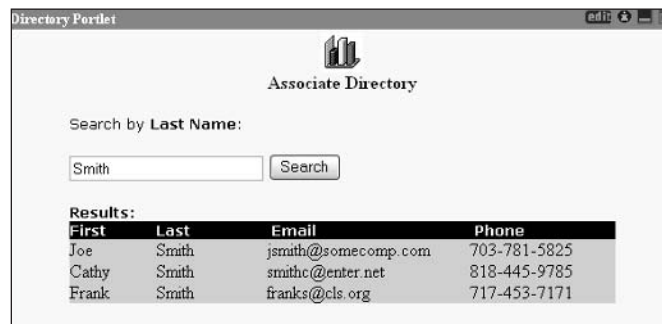 Directory Portlet edit
Associate Directory
Search by Last Name:
Smith Search
Results:
First Last Email Phone
Joe Smith jsmith@somecomp.com 703-781-5825
Cathy Smith smithc@enter.net 818-445-9785
Frank Smith franks@cls.org 717-453-7171